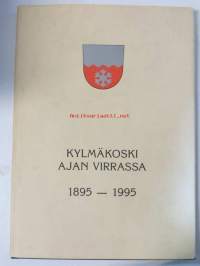 KYLMÄKOSKI
AJAN VIRRASSA
1895 — 1995